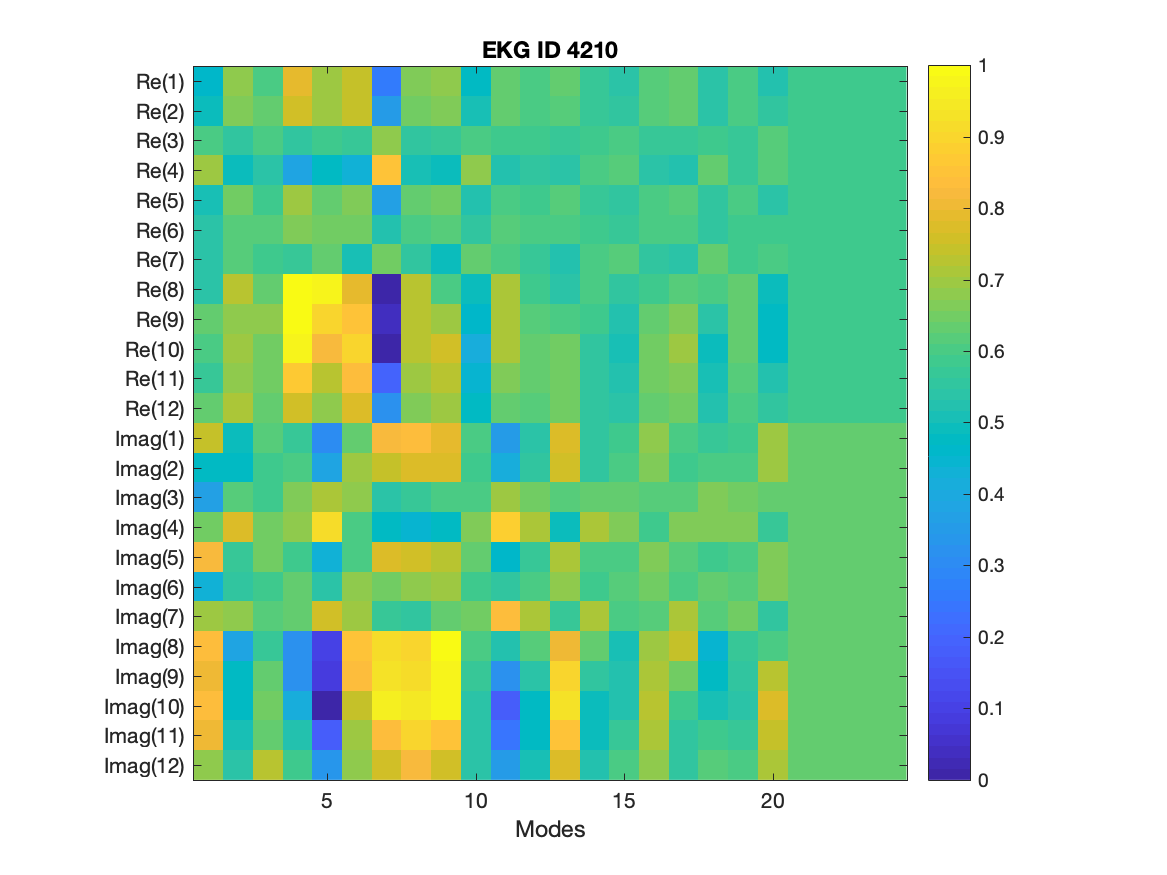 EKG ID 4210
Re(1)
Re(2)
Re(3)
Re(4)
Re(5)
Re(6)
Re(7)
Re(8)
Re(9)
Re(10)
Re(11)
Re(12)
Imag(1)
Imag(2)
Imag(3)
Imag(4)
Imag(5)
Imag(6)
Imag(7)
Imag(8)
Imag(9)
Imag(10)
Imag(11)
Imag(12)
5 10 15 20
Modes
1
0.9
0.8
0.7
0.6
0.5
0.4
0.3
0.2
0.1
0